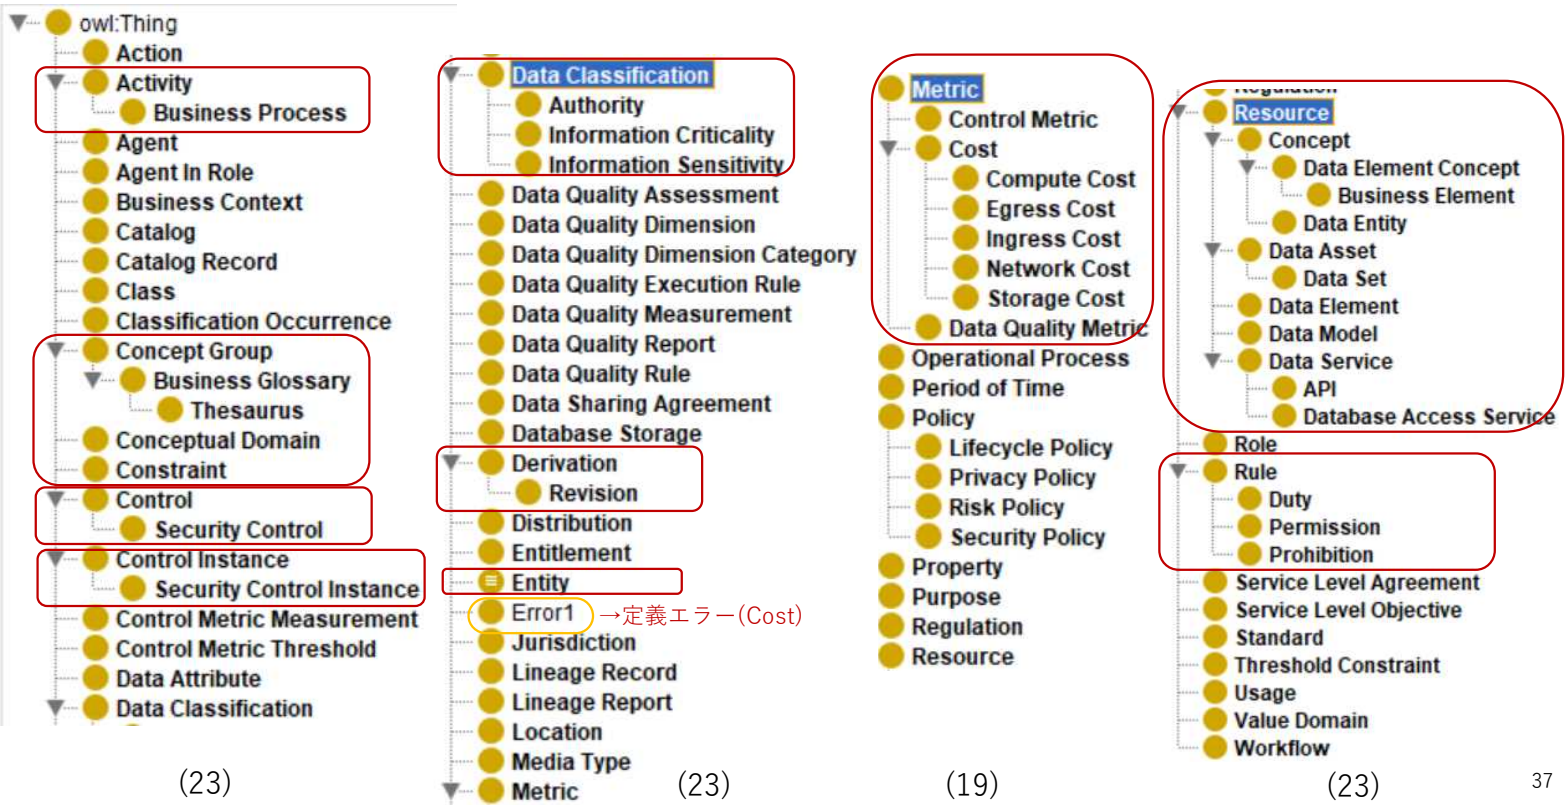 owl:Thing
Action
Activity
Business Process
Agent
Agent In Role
Business Context
Catalog
Catalog Record
Class
Classification Occurrence
Concept Group
Business Glossary
Thesaurus
Conceptual Domain
Constraint
Control
Security Control
Control Instance
Security Control Instance
Control Metric Measurement
Control Metric Threshold
Data Attribute
Data Classification
(23)
Data Classification
Authority
Information Criticality
Information Sensitivity
Data Quality Assessment
Data Quality Dimension
Data Quality Dimension Category
Data Quality Execution Rule
Data Quality Measurement
Data Quality Report
Data Quality Rule
Data Sharing Agreement
Database Storage
Derivation
Revision
Distribution
Entitlement
Entity
Error1 →定義エラー(Cost)
Jurisdiction
Lineage Record
Lineage Report
Location
Media Type
Metric
(23)
Metric
Control Metric
Cost
Compute Cost
Egress Cost
Ingress Cost
Network Cost
Storage Cost
Data Quality Metric
Operational Process
Period of Time
Policy
Lifecycle Policy
Privacy Policy
Risk Policy
Security Policy
Property
Purpose
Regulation
Resource
(19)
Regulation
Resource
Concept
Data Element Concept
Business Element
Data Entity
Data Asset
Data Set
Data Element
Data Model
Data Service
API
Database Access Service
Role
Rule
Duty
Permission
Prohibition
Service Level Agreement
Service Level Objective
Standard
Threshold Constraint
Usage
Value Domain
Workflow
(23)
37